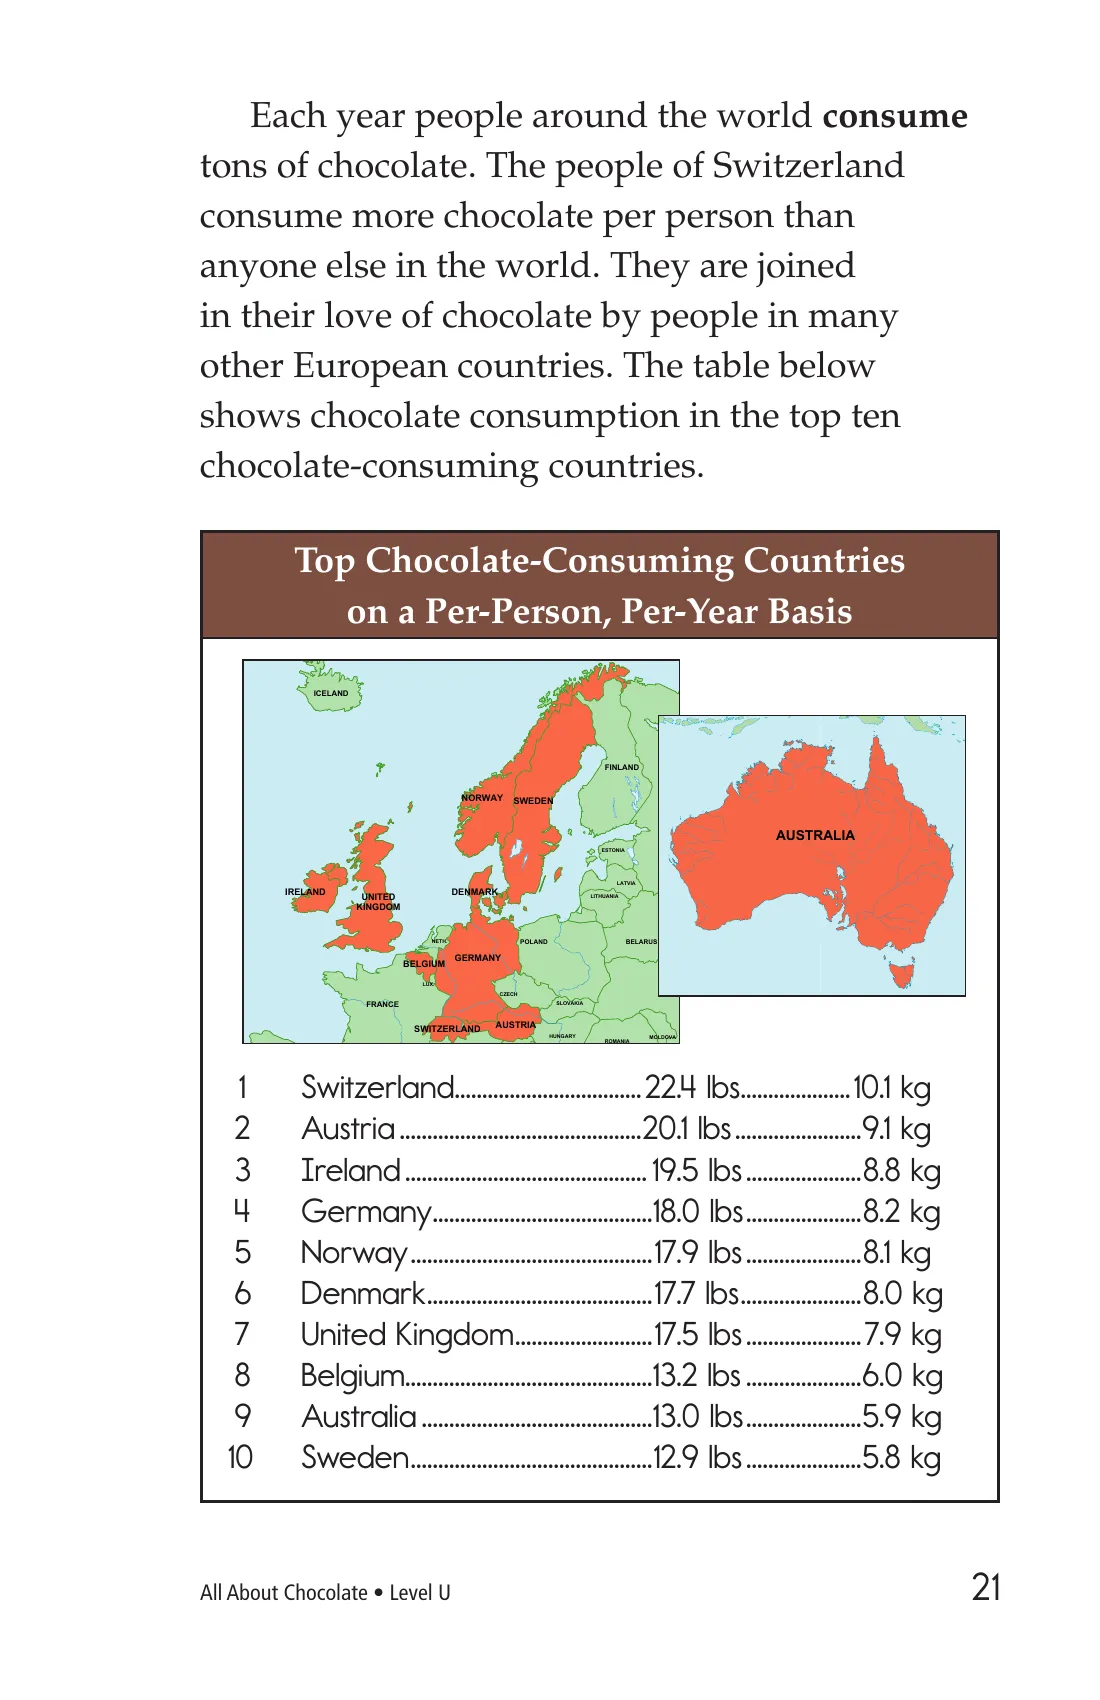 Each year people around the world consume
tons of chocolate. The people of Switzerland
consume more chocolate per person than
anyone else in the world. They are joined
in their love of chocolate by people in many
other European countries. The table below
shows chocolate consumption in the top ten
chocolate-consuming countries.
Top Chocolate-Consuming Countries
on a Per-Person, Per-Year Basis
ICELAND
FINLAND
NORWAY
SWEDEN
AUSTRALIA
ESTONIA
LATVIA
LITHUANIA
IRELAND
UNITED
KINGDOM
DENMARK
NETH.
POLAND
BELARUS
BELGIUM
GERMANY
LUX.
CZECH
FRANCE
SLOVAKIA
SWITZERLAND
AUSTRIA
HUNGARY
ROMANIA
MOLDOVA
1 Switzerland..................................22.4 lbs....................10.1 kg
2 Austria............................................20.1 lbs.......................9.1 kg
3 Ireland............................................19.5 lbs.....................8.8 kg
4 Germany........................................18.0 lbs.....................8.2 kg
5 Norway............................................17.9 lbs.....................8.1 kg
6 Denmark.........................................17.7 lbs......................8.0 kg
7 United Kingdom.........................17.5 lbs.....................7.9 kg
8 Belgium.............................................13.2 lbs.....................6.0 kg
9 Australia..........................................13.0 lbs.....................5.9 kg
10 Sweden............................................12.9 lbs.....................5.8 kg
All About Chocolate • Level U
21